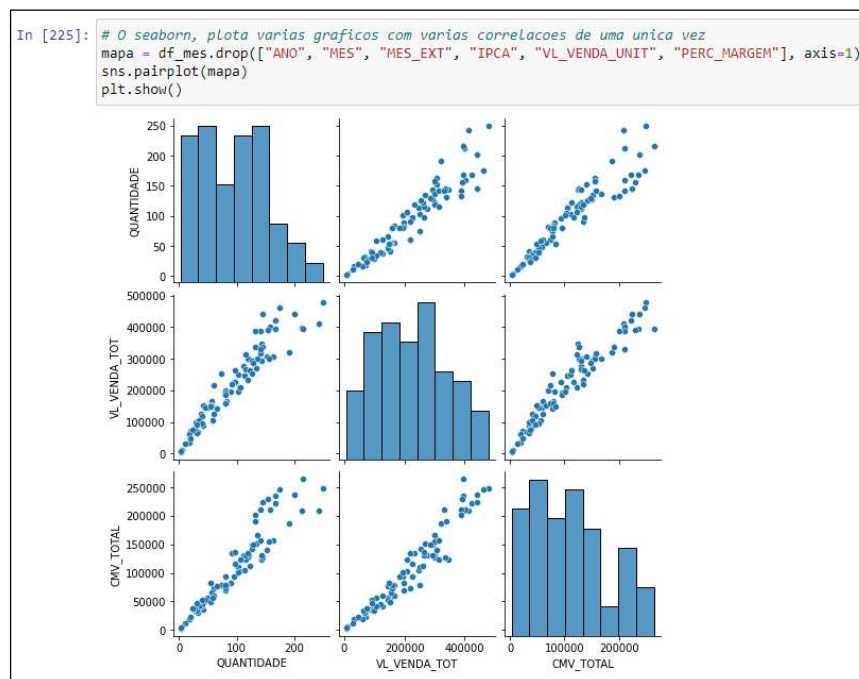 In [225]: # O seaborn, plota varias graficos com varias correlacoes de uma unica vez
mapa = df_mes.drop(["ANO", "MES", "MES_EXT", "IPCA", "VL_VENDA_UNIT", "PERC_MARGEM"], axis=1)
sns.pairplot(mapa)
plt.show()
250
200
150
100
50
0
QUANTIDADE
500000
400000
300000
200000
100000
0
VL_VENDA_TOT
250000
200000
150000
100000
50000
0
CMV_TOTAL
0 100 200
QUANTIDADE
0 200000 400000
VL_VENDA_TOT
0 100000 200000
CMV_TOTAL